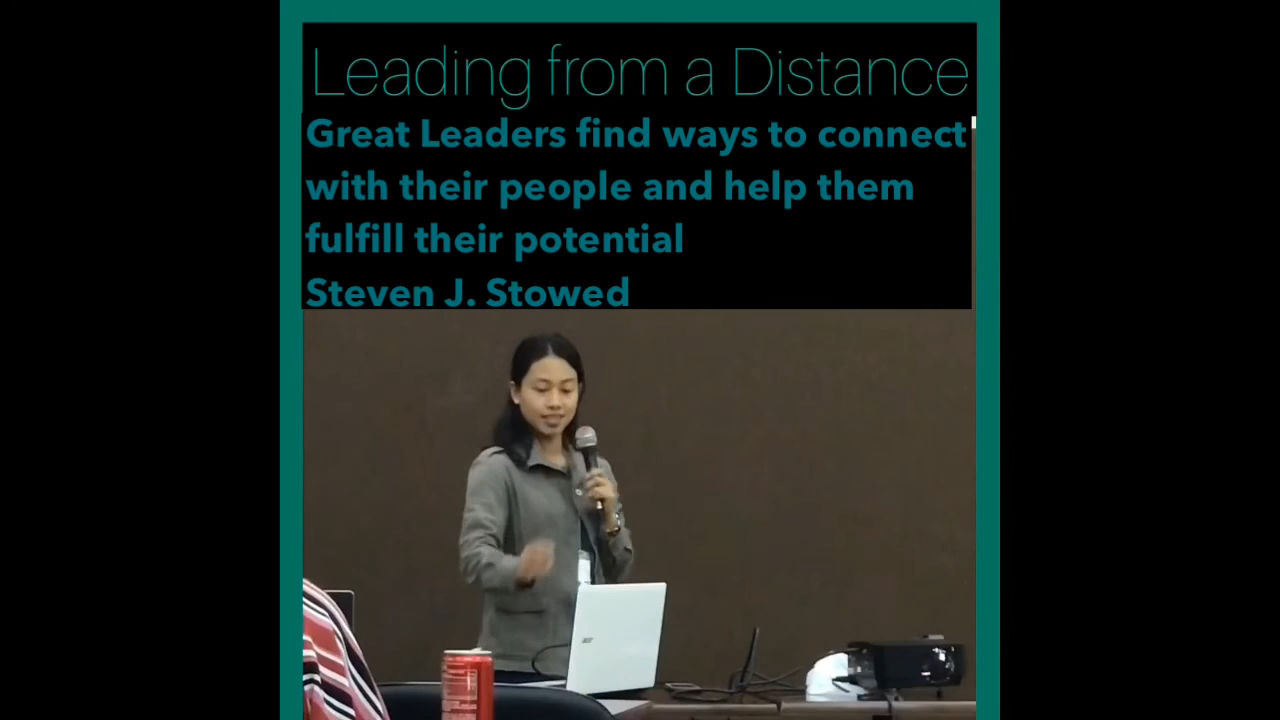 Leading from a Distance
Great Leaders find ways to connect
with their people and help them
fulfill their potential
Steven J. Stowed
acer